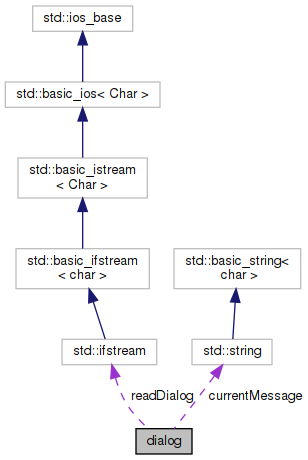 std::ios_base
std::basic_ios< Char >
std::basic_istream
< Char >
std::basic_ifstream
< char >
std::basic_string<
char >
std::ifstream
std::string
readDialog
currentMessage
dialog